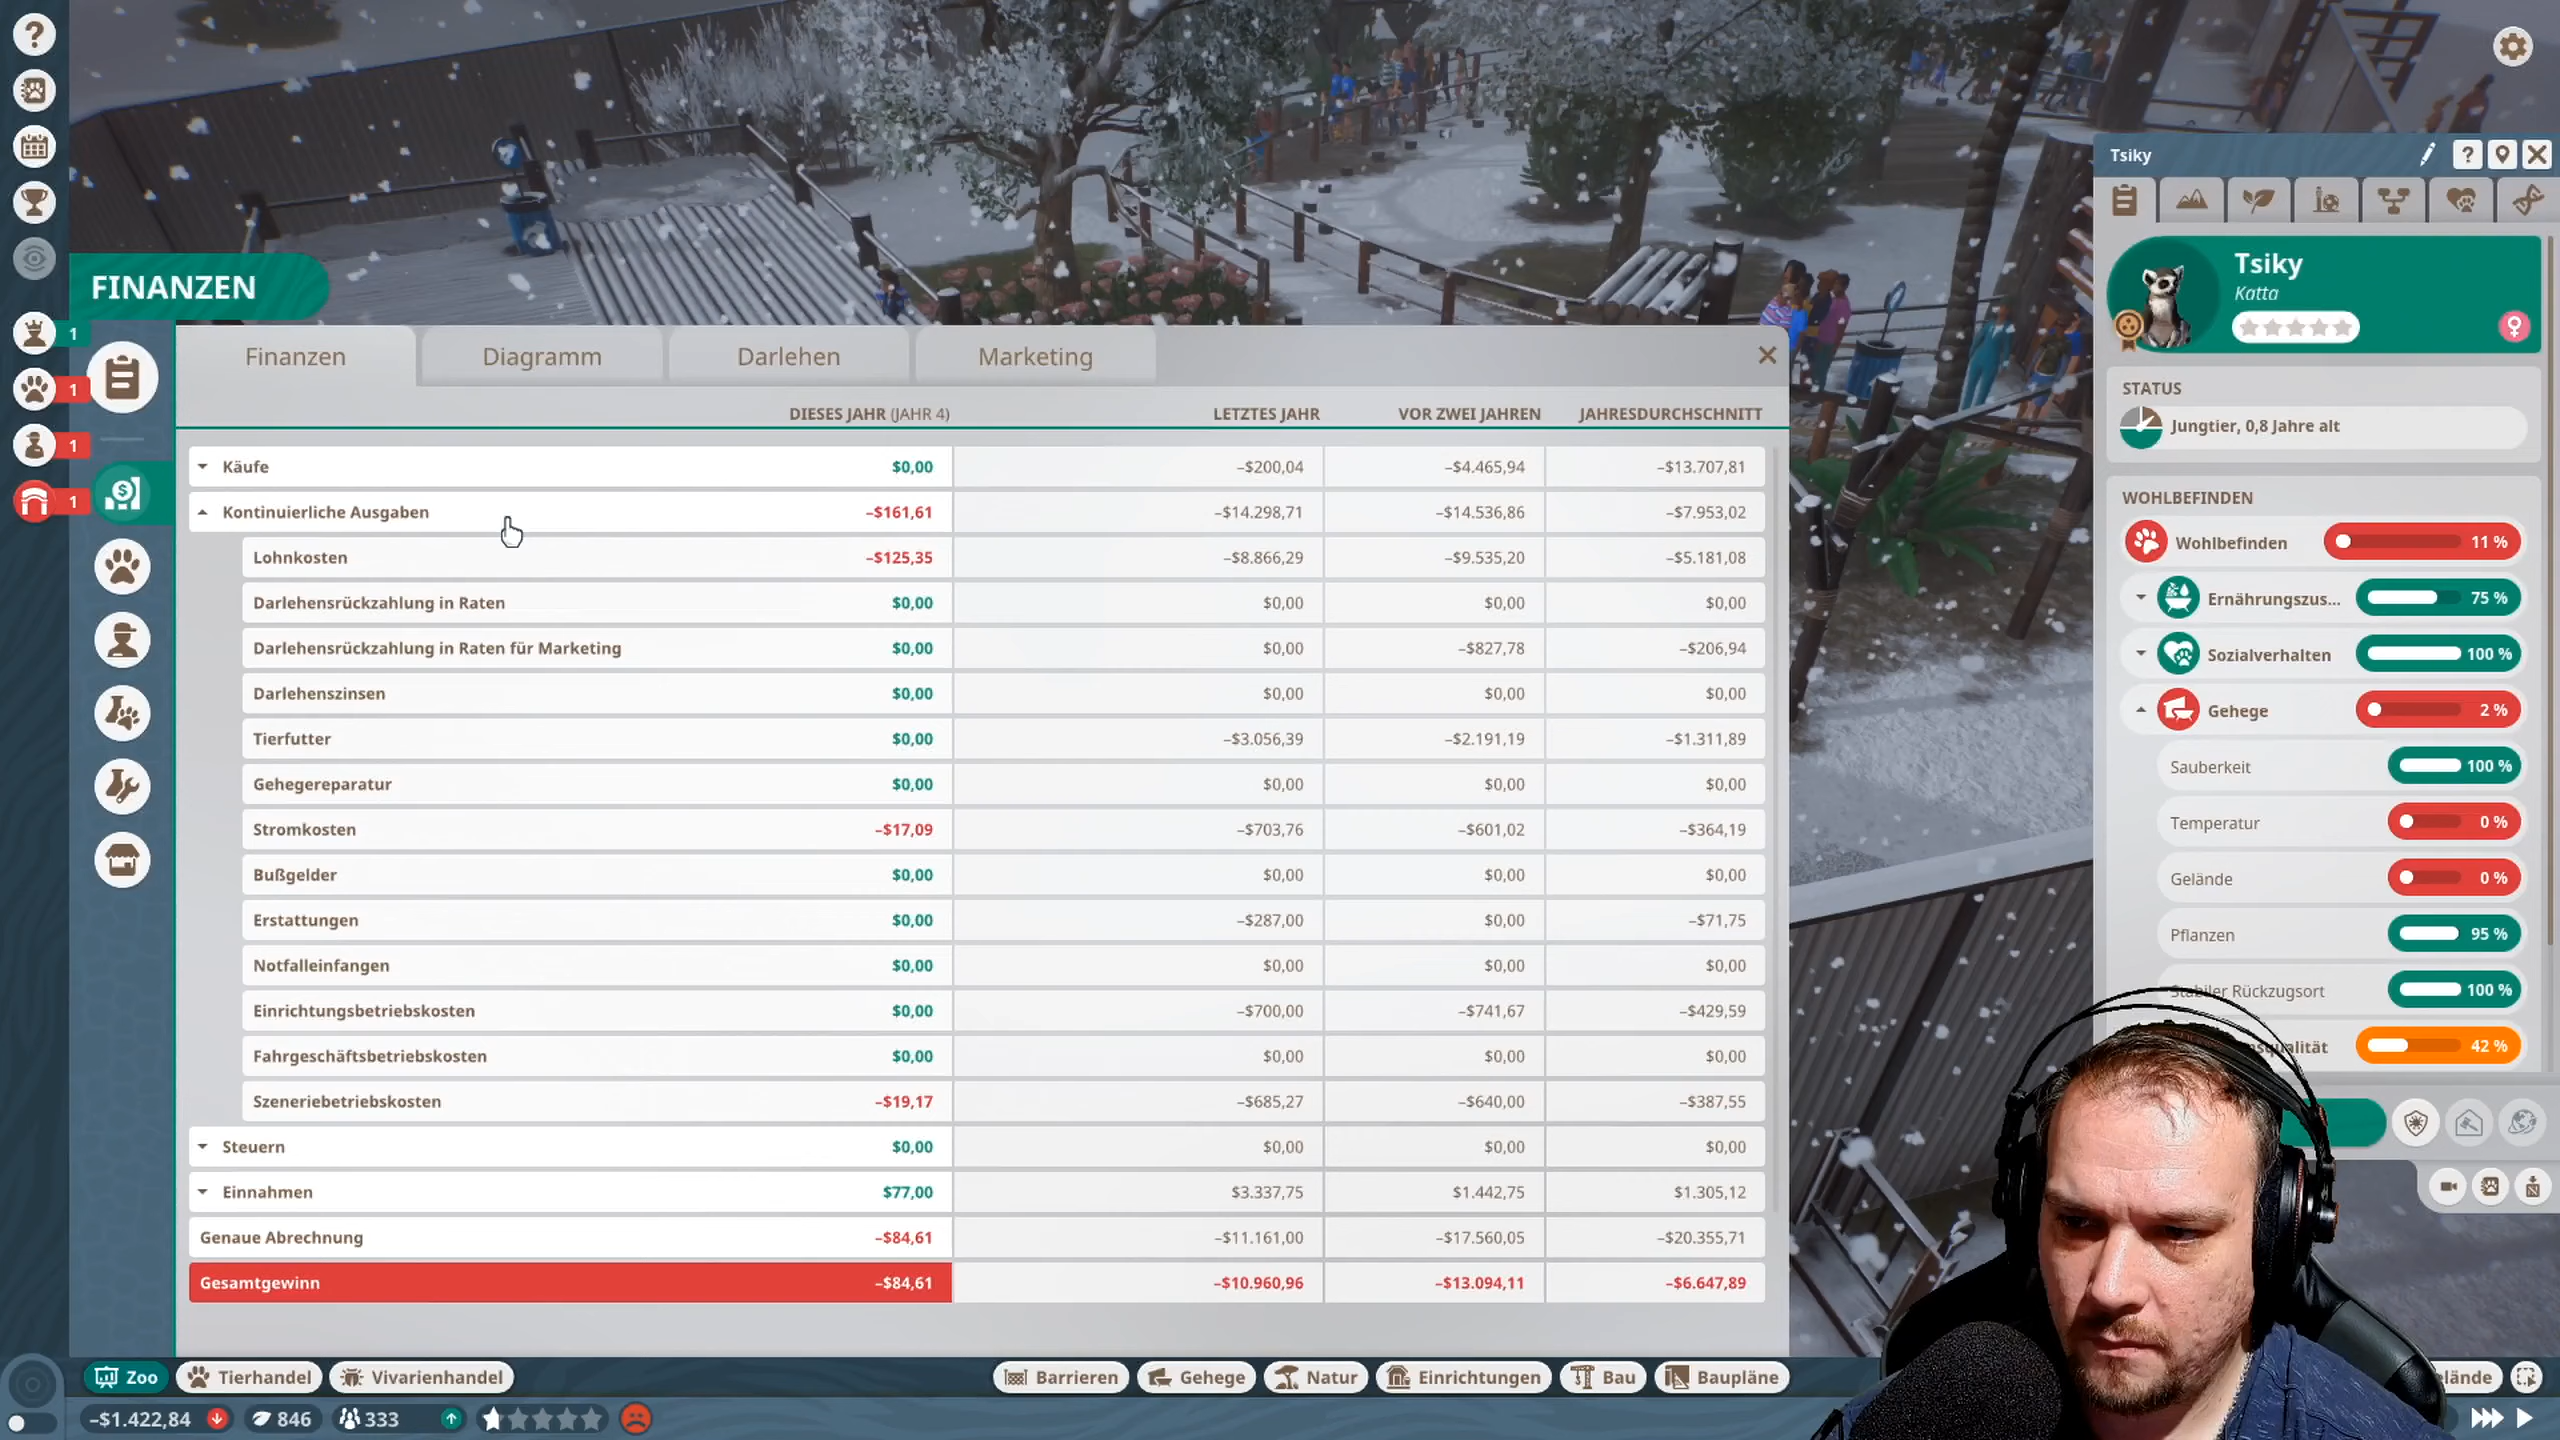 FINANZEN
Finanzen Diagramm Darlehen Marketing
DIESES JAHR (JAHR 4) LETZTES JAHR VOR ZWEI JAHREN JAHRESDURCHSCHNITT
Käufe $0,00 –$200,04 –$4.465,94 –$13.707,81
Kontinuierliche Ausgaben –$161,61 –$14.298,71 –$14.536,86 –$7.953,02
Lohnkosten –$125,35 –$8.866,29 –$9.535,20 –$5.181,08
Darlehensrückzahlung in Raten $0,00 $0,00 $0,00 $0,00
Darlehensrückzahlung in Raten für Marketing $0,00 $0,00 –$827,78 –$206,94
Darlehenszinsen $0,00 $0,00 $0,00 $0,00
Tierfutter $0,00 –$3.056,39 –$2.191,19 –$1.311,89
Gehegereparatur $0,00 $0,00 $0,00 $0,00
Stromkosten –$17,09 –$703,76 –$601,02 –$364,19
Bußgelder $0,00 $0,00 $0,00 $0,00
Erstattungen $0,00 –$287,00 $0,00 –$71,75
Notfalleinfangen $0,00 $0,00 $0,00 $0,00
Einrichtungsbetriebskosten $0,00 –$700,00 –$741,67 –$429,59
Fahrgeschäftsbetriebskosten $0,00 $0,00 $0,00 $0,00
Szeneriebetriebskosten –$19,17 –$685,27 –$640,00 –$387,55
Steuern $0,00 $0,00 $0,00 $0,00
Einnahmen $77,00 $3.337,75 $1.442,75 $1.305,12
Genaue Abrechnung –$84,61 –$11.161,00 –$17.560,05 –$20.355,71
Gesamtgewinn –$84,61 –$10.960,96 –$13.094,11 –$6.647,89
1
1
1
1
Tsiky
Tsiky
Katta
STATUS
Jungtier, 0,8 Jahre alt
WOHLBEFINDEN
Wohlbefinden 11 %
Ernährungszus... 75 %
Sozialverhalten 100 %
Gehege 2 %
Sauberkeit 100 %
Temperatur 0 %
Gelände 0 %
Pflanzen 95 %
Stabiler Rückzugsort 100 %
squalität 42 %
Zoo Tierhandel Vivarienhandel Barrieren Gehege Natur Einrichtungen Bau Baupläne elände
–$1.422,84 846 333